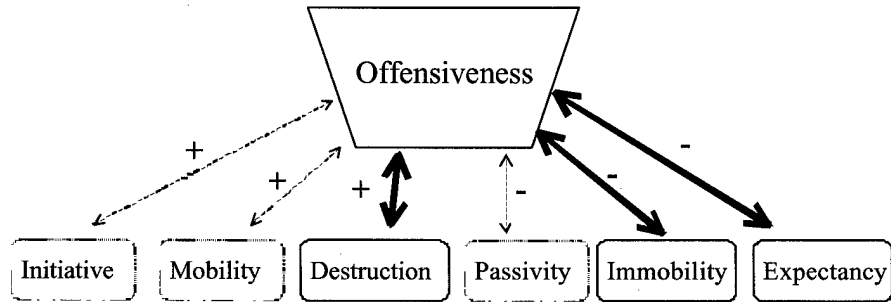 Offensiveness
+ + + - - -
Initiative Mobility Destruction Passivity Immobility Expectancy